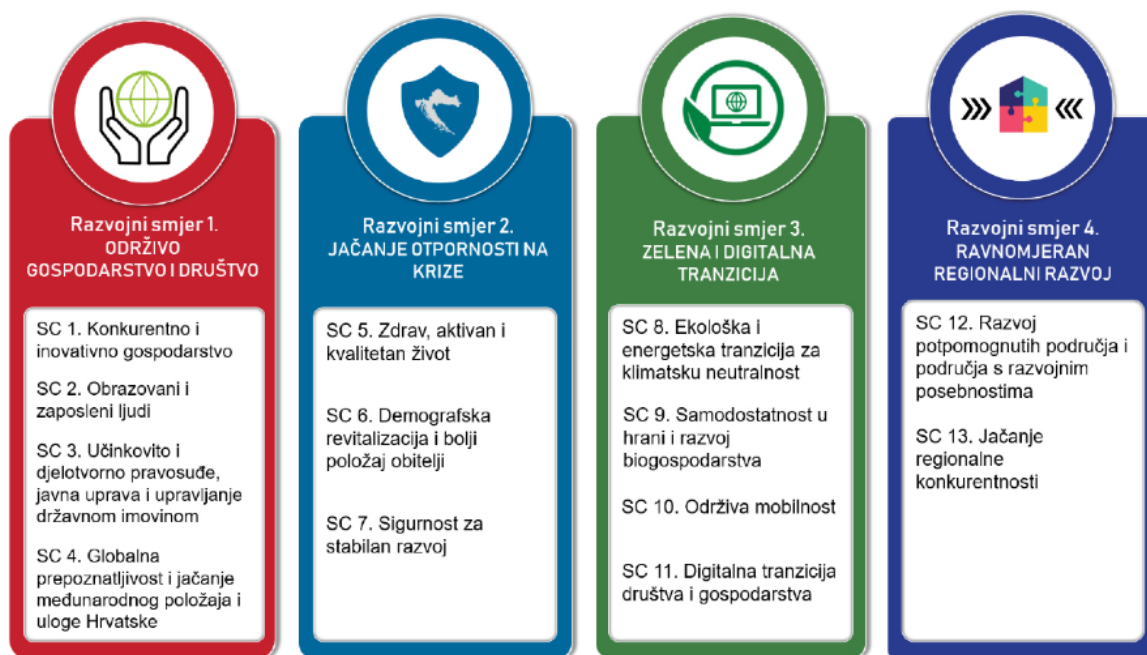 Razvojni smjer 1.
ODRŽIVO
GOSPODARSTVO I DRUŠTVO
SC 1. Konkurentno i
inovativno gospodarstvo
SC 2. Obrazovani i
zaposleni ljudi
SC 3. Učinkovito i
djelotvorno pravosuđe,
javna uprava i upravljanje
državnom imovinom
SC 4. Globalna
prepoznatljivost i jačanje
međunarodnog položaja i
uloge Hrvatske
Razvojni smjer 2.
JAČANJE OTPORNOSTI NA
KRIZE
SC 5. Zdrav, aktivan i
kvalitetan život
SC 6. Demografska
revitalizacija i bolji
položaj obitelji
SC 7. Sigurnost za
stabilan razvoj
Razvojni smjer 3.
ZELENA I DIGITALNA
TRANZICIJA
SC 8. Ekološka i
energetska tranzicija za
klimatsku neutralnost
SC 9. Samodostatnost u
hrani i razvoj
biogospodarstva
SC 10. Održiva mobilnost
SC 11. Digitalna tranzicija
društva i gospodarstva
Razvojni smjer 4.
RAVNOMJERAN
REGIONALNI RAZVOJ
SC 12. Razvoj
potpomognutih područja i
područja s razvojnim
posebnostima
SC 13. Jačanje
regionalne
konkurentnosti